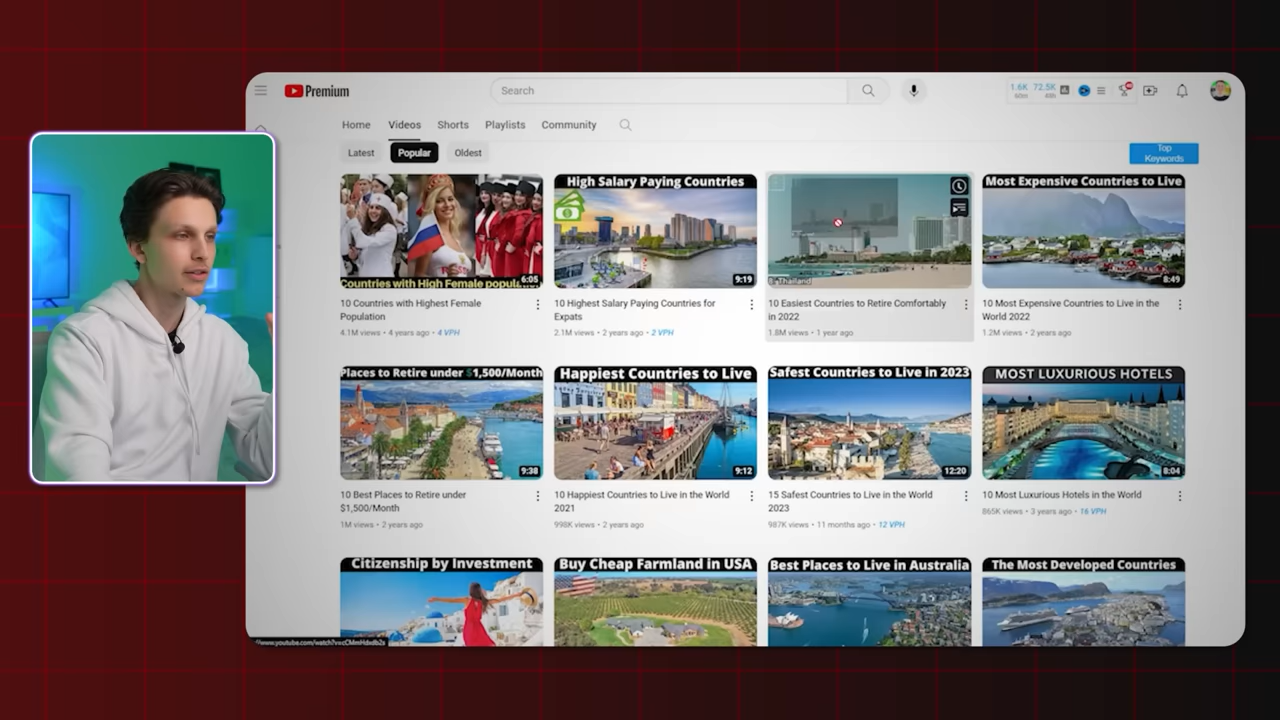 Premium
Search
1.6K 72.5K
60m 48h
Home Videos Shorts Playlists Community
Latest Popular Oldest
Top
Keywords
Countries with High Female popul
6:05
10 Countries with Highest Female
Population
4.1M views • 4 years ago • 4 VPH
High Salary Paying Countries
9:19
10 Highest Salary Paying Countries for
Expats
2.1M views • 2 years ago • 2 VPH
Thailand
10 Easiest Countries to Retire Comfortably
in 2022
1.8M views • 1 year ago
Most Expensive Countries to Live
8:49
10 Most Expensive Countries to Live in the
World 2022
1.2M views • 2 years ago
Places to Retire under $1,500/Month
9:38
10 Best Places to Retire under
$1,500/Month
1M views • 2 years ago
Happiest Countries to Live
9:12
10 Happiest Countries to Live in the World
2021
998K views • 2 years ago
Safest Countries to Live in 2023
12:20
15 Safest Countries to Live in the World
2023
987K views • 11 months ago • 12 VPH
MOST LUXURIOUS HOTELS
8:04
10 Most Luxurious Hotels in the World
865K views • 3 years ago • 16 VPH
Citizenship by Investment
Buy Cheap Farmland in USA
Best Places to Live in Australia
The Most Developed Countries